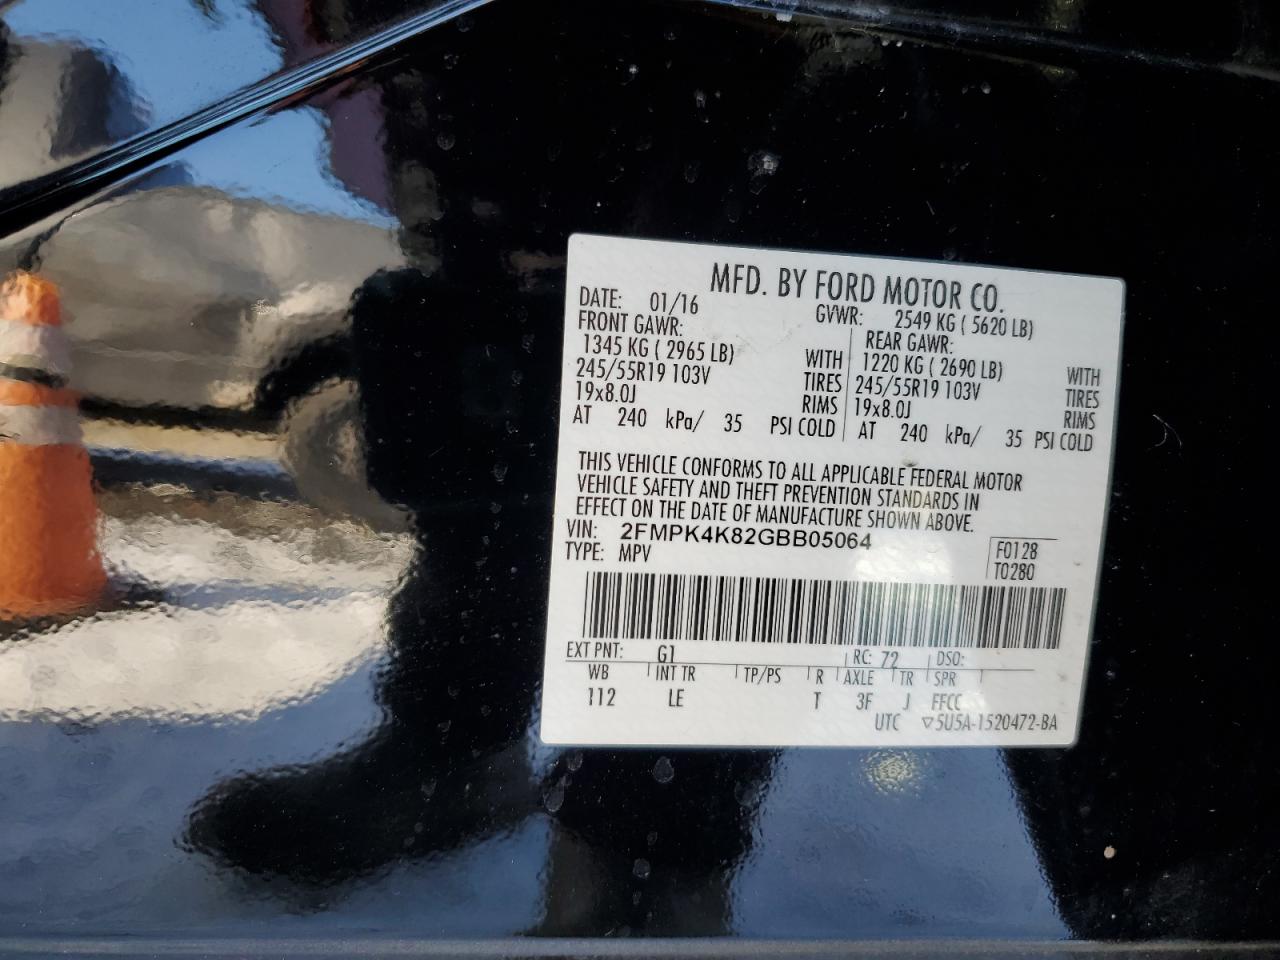 MFD. BY FORD MOTOR CO.
DATE: 01/16 GVWR: 2549 KG ( 5620 LB)
FRONT GAWR: REAR GAWR:
1345 KG ( 2965 LB) WITH 1220 KG ( 2690 LB) WITH
245/55R19 103V TIRES 245/55R19 103V TIRES
19x8.0J RIMS 19x8.0J RIMS
AT 240 kPa/ 35 PSI COLD AT 240 kPa/ 35 PSI COLD
THIS VEHICLE CONFORMS TO ALL APPLICABLE FEDERAL MOTOR
VEHICLE SAFETY AND THEFT PREVENTION STANDARDS IN
EFFECT ON THE DATE OF MANUFACTURE SHOWN ABOVE.
VIN: 2FMPK4K82GBB05064 F0128
TYPE: MPV T0280
EXT PNT: G1 RC: 72 DSO:
WB INT TR TP/PS R AXLE TR SPR
112 LE T 3F J FFCC
UTC ▽5U5A-1520472-BA